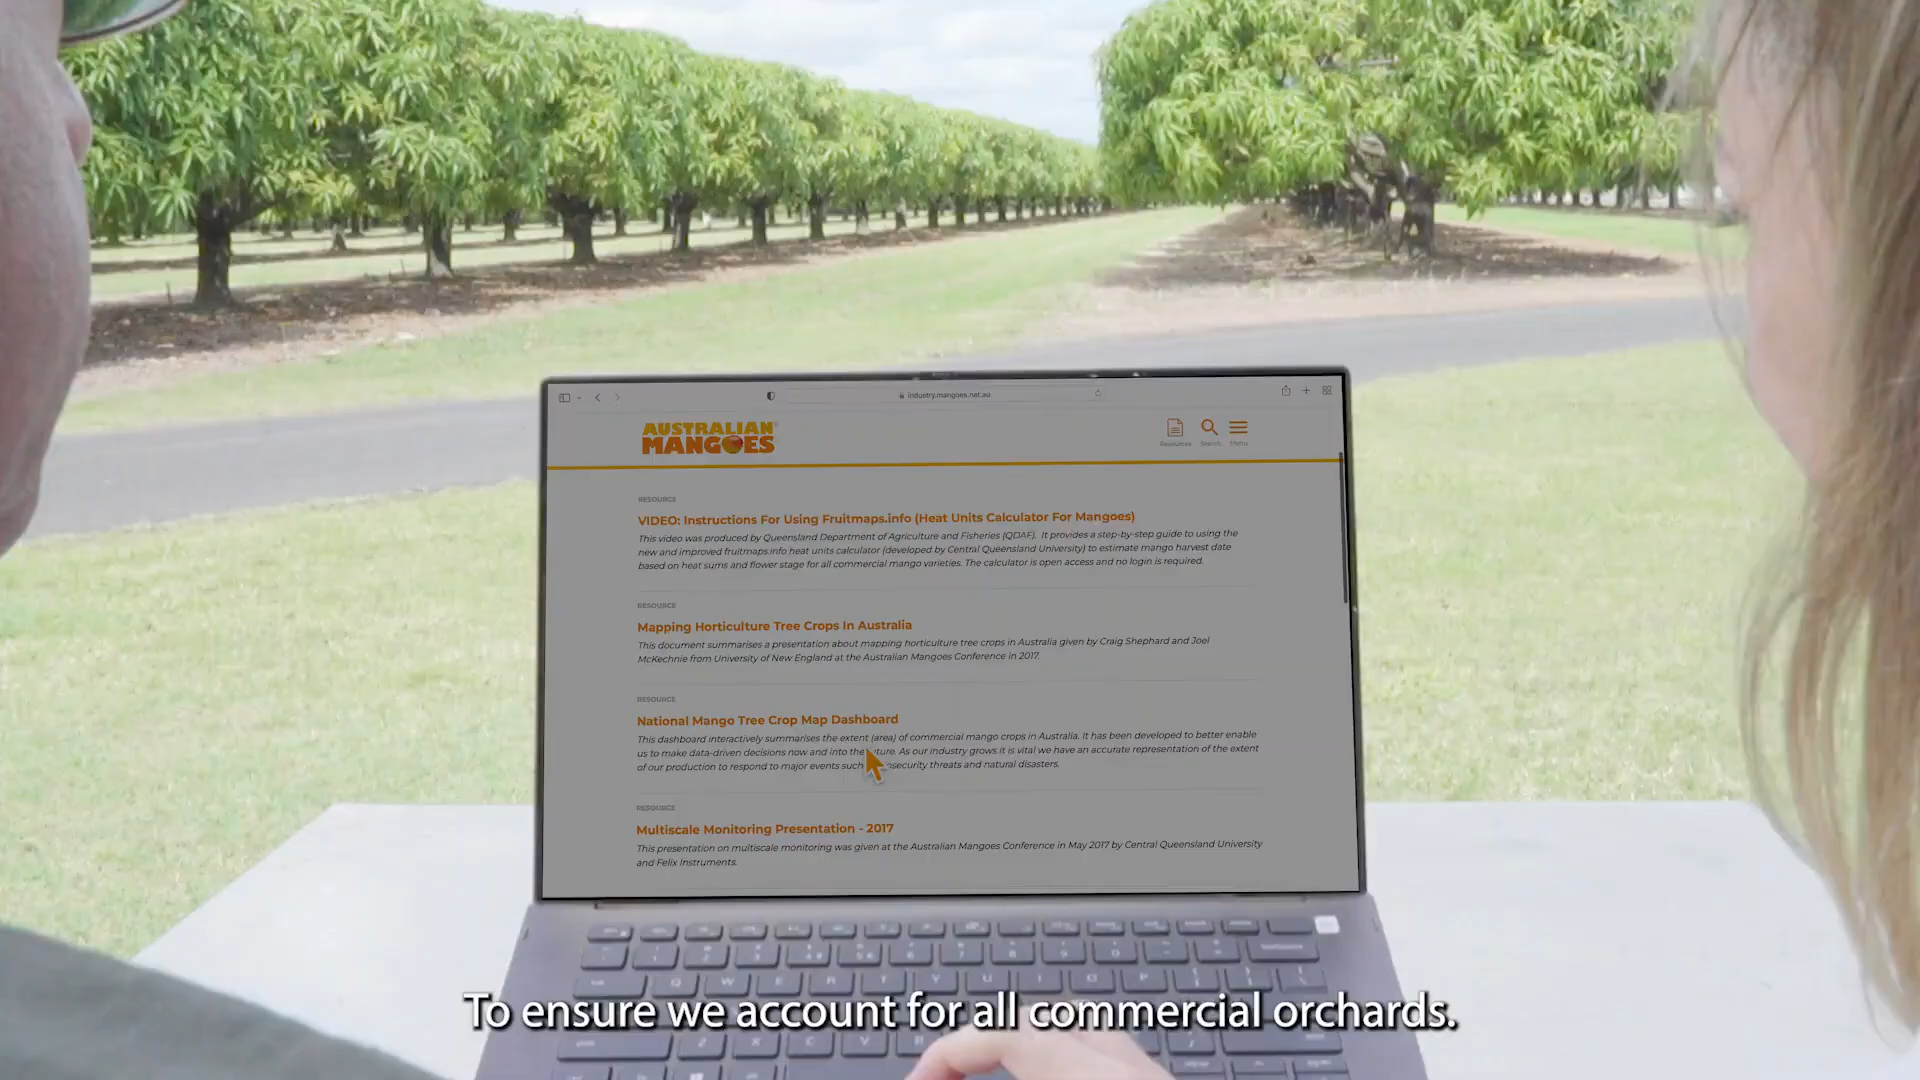 industry.mangoes.net.au
AUSTRALIAN
MANGOES
Resources Search Menu
RESOURCE
VIDEO: Instructions For Using Fruitmaps.info (Heat Units Calculator For Mangoes)
This video was produced by Queensland Department of Agriculture and Fisheries (QDAF). It provides a step-by-step guide to using the
new and improved fruitmaps.info heat units calculator (developed by Central Queensland University) to estimate mango harvest date
based on heat sums and flower stage for all commercial mango varieties. The calculator is open access and no login is required.
RESOURCE
Mapping Horticulture Tree Crops In Australia
This document summarises a presentation about mapping horticulture tree crops in Australia given by Craig Shephard and Joel
McKechnie from University of New England at the Australian Mangoes Conference in 2017.
RESOURCE
National Mango Tree Crop Map Dashboard
This dashboard interactively summarises the extent (area) of commercial mango crops in Australia. It has been developed to better enable
us to make data-driven decisions now and into the future. As our industry grows it is vital we have an accurate representation of the extent
of our production to respond to major events such security threats and natural disasters.
RESOURCE
Multiscale Monitoring Presentation - 2017
This presentation on multiscale monitoring was given at the Australian Mangoes Conference in May 2017 by Central Queensland University
and Felix Instruments.
Q W E R T Y U I O P
To ensure we account for all commercial orchards.
Z X C V